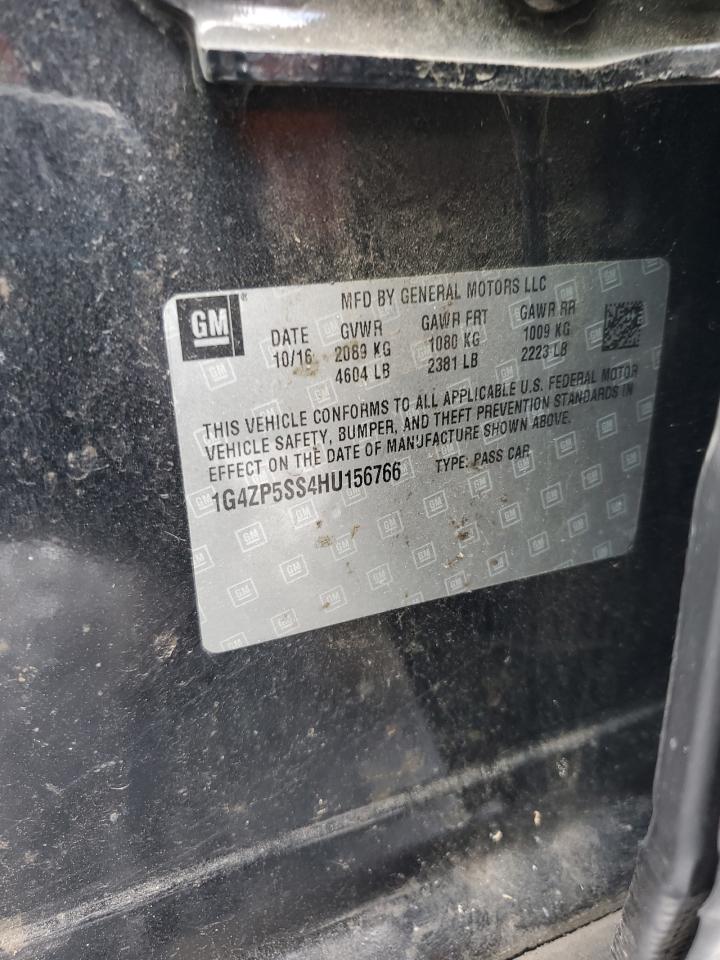 GM ®
MFD BY GENERAL MOTORS LLC
DATE GVWR GAWR FRT GAWR RR
10/16 2089 KG 1080 KG 1009 KG
4604 LB 2381 LB 2223 LB
THIS VEHICLE CONFORMS TO ALL APPLICABLE U.S. FEDERAL MOTOR
VEHICLE SAFETY, BUMPER, AND THEFT PREVENTION STANDARDS IN
EFFECT ON THE DATE OF MANUFACTURE SHOWN ABOVE.
1G4ZP5SS4HU156766 TYPE: PASS CAR